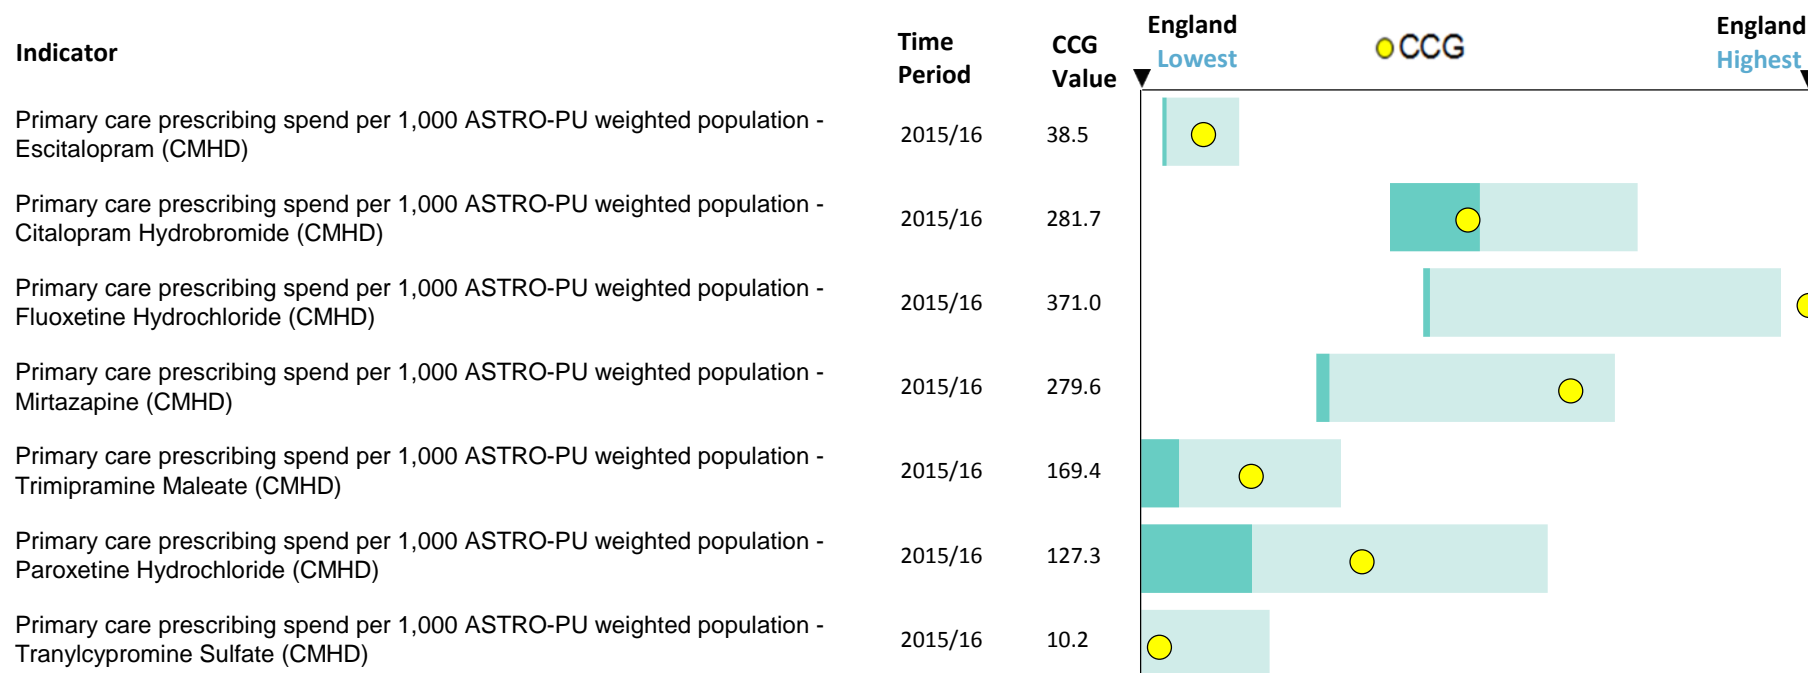 Indicator
Time Period
CCG Value
England Lowest
CCG
England Highest
Primary care prescribing spend per 1,000 ASTRO-PU weighted population -
Escitalopram (CMHD)
2015/16
38.5
Primary care prescribing spend per 1,000 ASTRO-PU weighted population -
Citalopram Hydrobromide (CMHD)
2015/16
281.7
Primary care prescribing spend per 1,000 ASTRO-PU weighted population -
Fluoxetine Hydrochloride (CMHD)
2015/16
371.0
Primary care prescribing spend per 1,000 ASTRO-PU weighted population -
Mirtazapine (CMHD)
2015/16
279.6
Primary care prescribing spend per 1,000 ASTRO-PU weighted population -
Trimipramine Maleate (CMHD)
2015/16
169.4
Primary care prescribing spend per 1,000 ASTRO-PU weighted population -
Paroxetine Hydrochloride (CMHD)
2015/16
127.3
Primary care prescribing spend per 1,000 ASTRO-PU weighted population -
Tranylcypromine Sulfate (CMHD)
2015/16
10.2